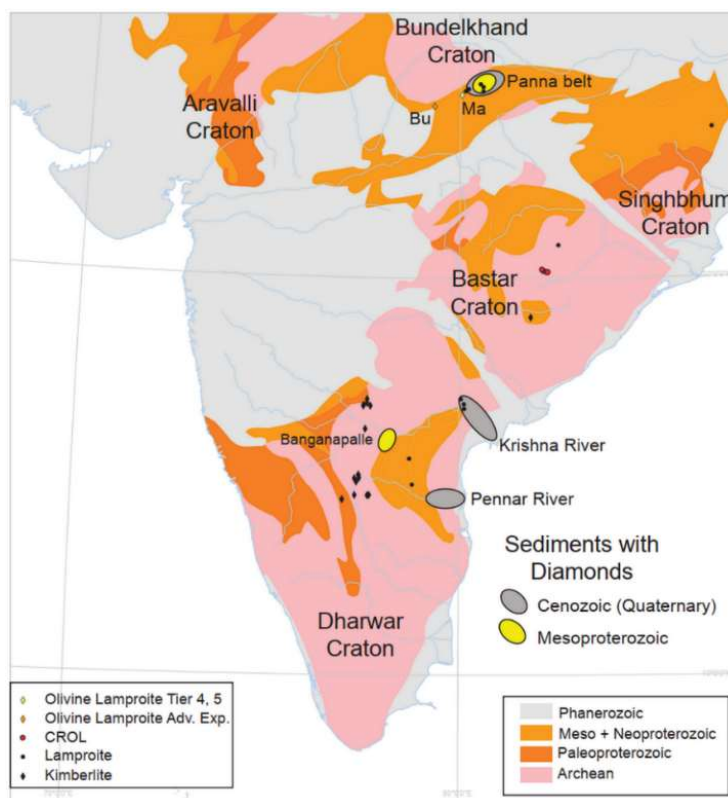 Bundelkhand
Craton
Panna belt
Aravalli
Craton
Bu
Ma
Singhbhum
Craton
Bastar
Craton
Banganapalle
Krishna River
Pennar River
Sediments with
Diamonds
Cenozoic (Quaternary)
Mesoproterozoic
Dharwar
Craton
Olivine Lamproite Tier 4, 5
Olivine Lamproite Adv. Exp.
CROL
Lamproite
Kimberlite
Phanerozoic
Meso + Neoproterozoic
Paleoproterozoic
Archean